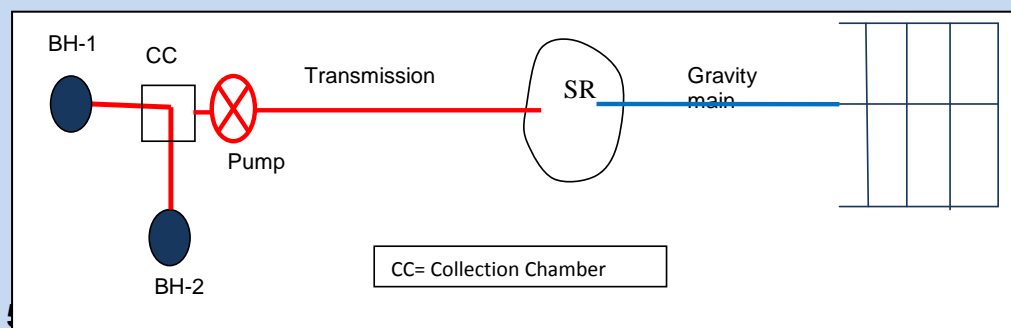 BH-1
CC
Transmission
SR
Gravity
main
Pump
CC= Collection Chamber
BH-2